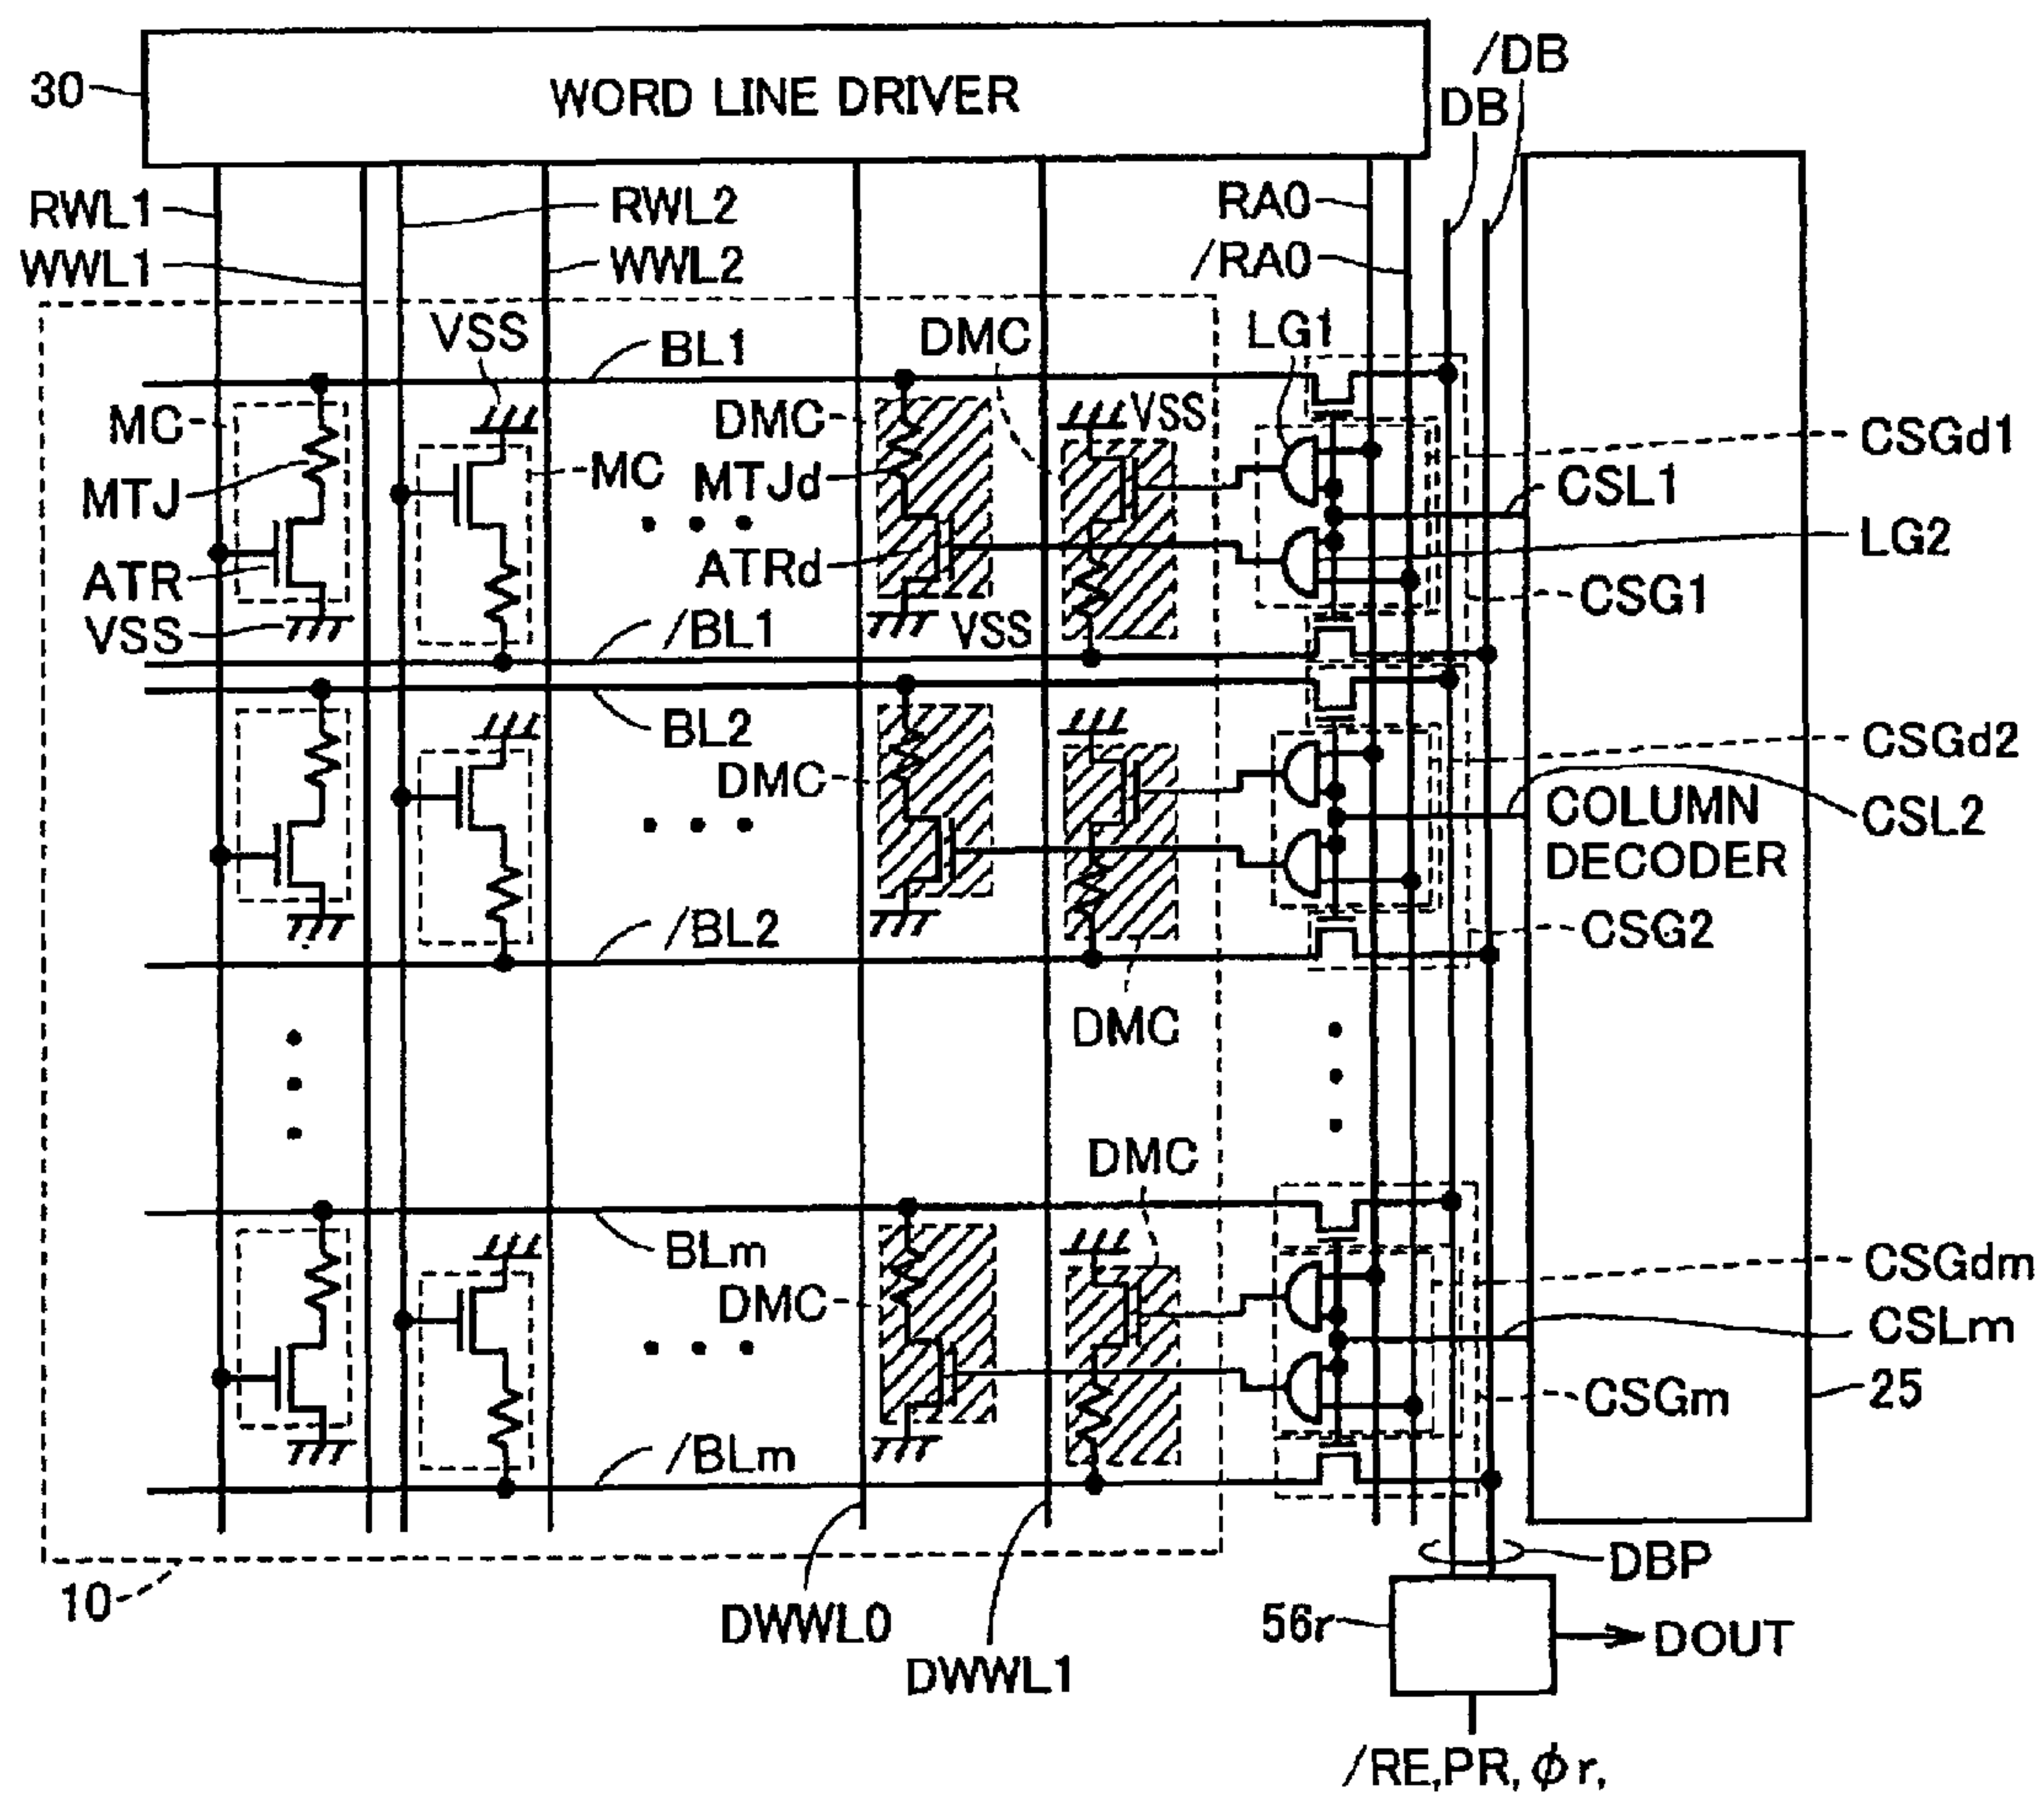 /DB
30
WORD LINE DRIVER
DB
RWL1
RWL2
RA0
WWL1
WWL2
/RA0
VSS
BL1
DMC
LG1
MC
DMC
VSS
CSGd1
MTJ
MC
MTJd
CSL1
ATR
ATRd
LG2
VSS
/BL1
VSS
CSG1
BL2
DMC
CSGd2
COLUMN
DECODER
CSL2
/BL2
CSG2
DMC
DMC
BLm
DMC
CSGdm
CSLm
/BLm
CSGm
25
10
DBP
DWWL0
56r
DOUT
DWWL1
/RE,PR,ϕr,